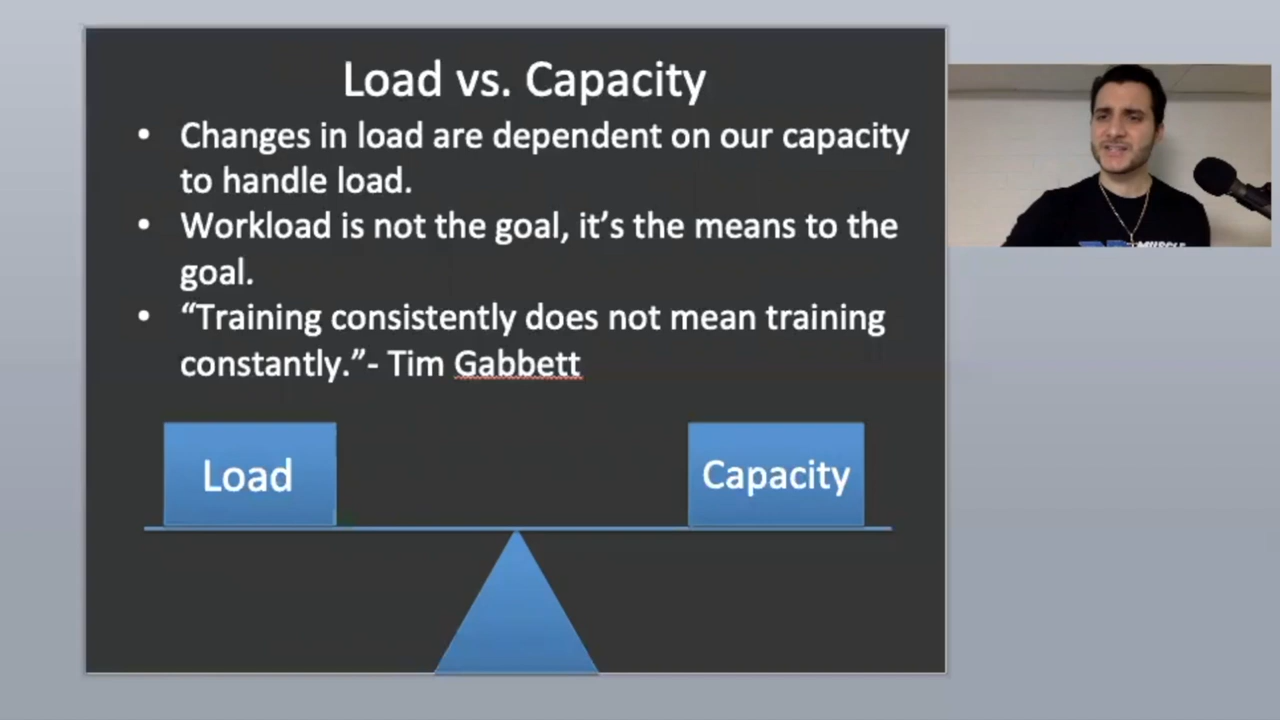 Load vs. Capacity
• Changes in load are dependent on our capacity
to handle load.
• Workload is not the goal, it’s the means to the
goal.
• “Training consistently does not mean training
constantly.”- Tim Gabbett
Load
Capacity
MUSCLE